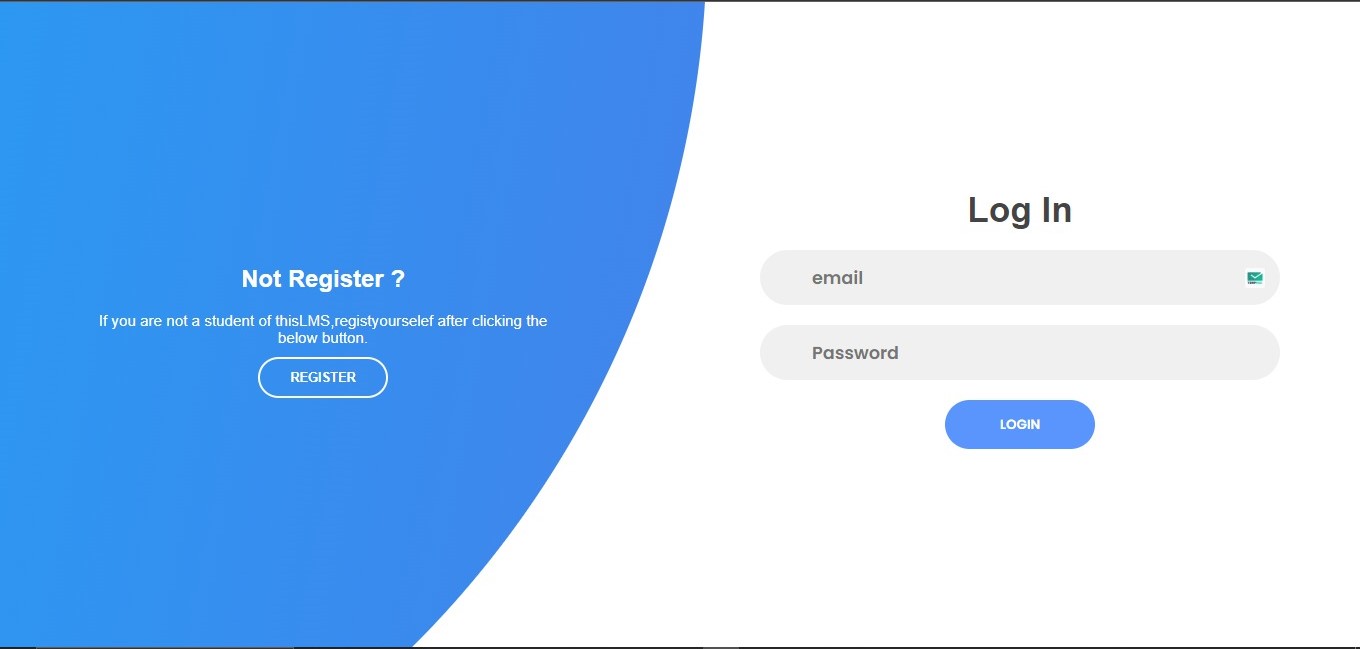 Not Register ?
If you are not a student of thisLMS,registyourselef after clicking the
below button.
REGISTER
Log In
email
Password
LOGIN